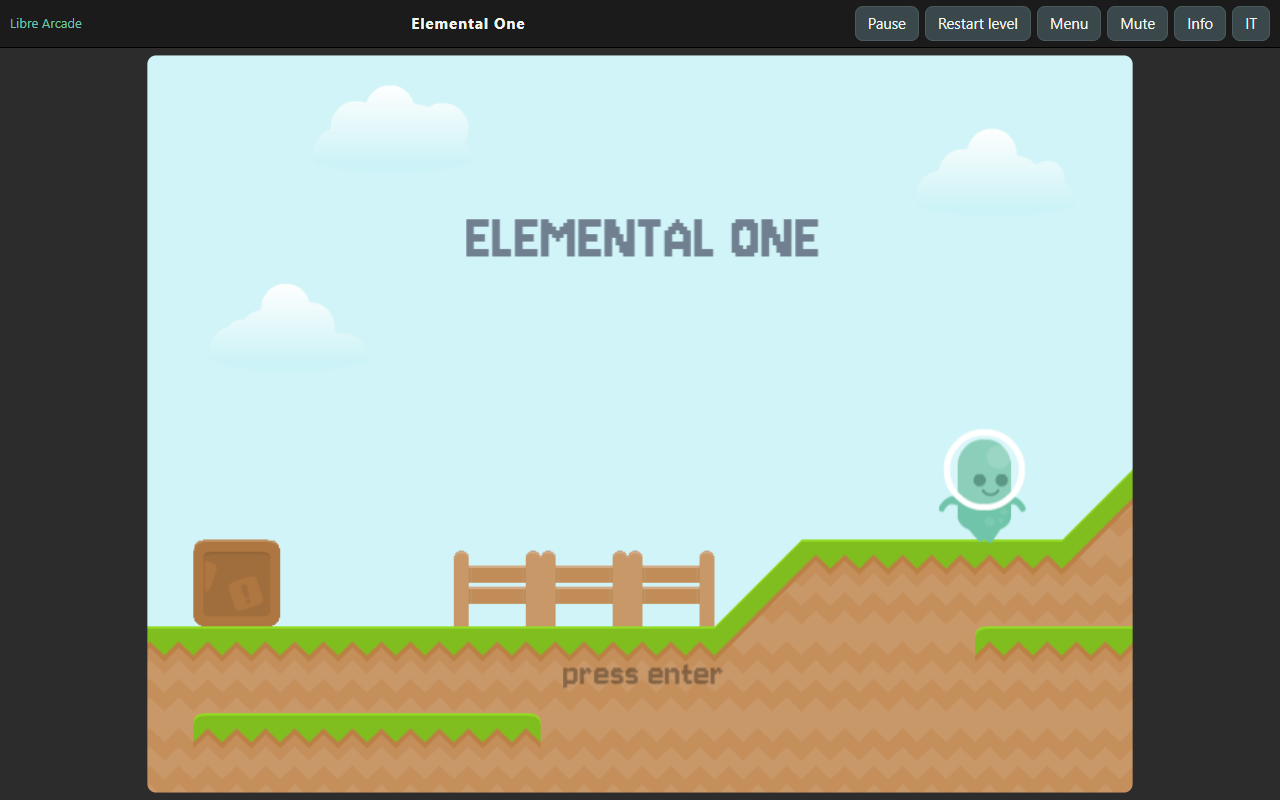 Libre Arcade
Elemental One
Pause
Restart level
Menu
Mute
Info
IT
ELEMENTAL ONE
!
press enter